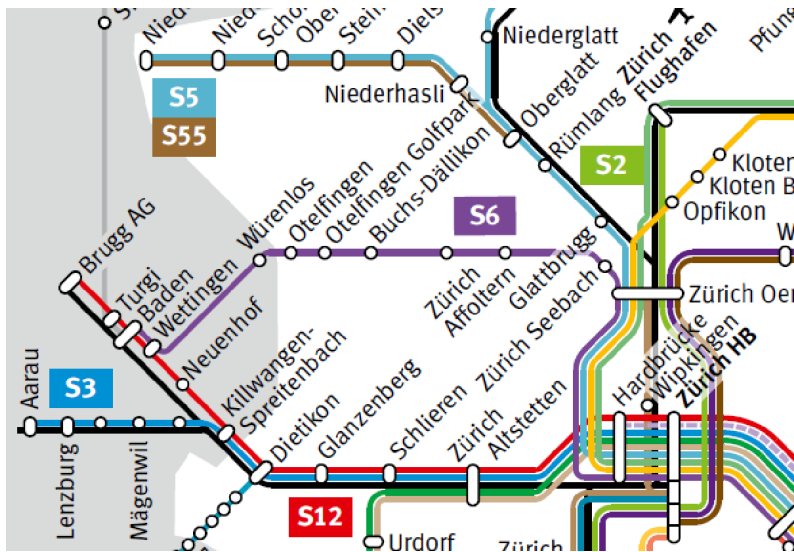 Niederglatt
S5
S55
Niederhasli
Oberglatt
Rümlang
Zürich
Flughafen
S2
Kloten
Kloten B
Opfikon
S6
Otelfingen
Otelfingen Golfpark
Buchs-Dällikon
Würenlos
Zürich
Affoltern
Glattbrugg
Zürich Seebach
Zürich Oer
Brugg AG
Turgi
Baden
Wettingen
Neuenhof
Killwangen-
Spreitenbach
S3
Aarau
Lenzburg
Mägenwil
Dietikon
Glanzenberg
Schlieren
Zürich
Altstetten
Hardbrücke
Wipkingen
Zürich HB
S12
Urdorf
Zürich